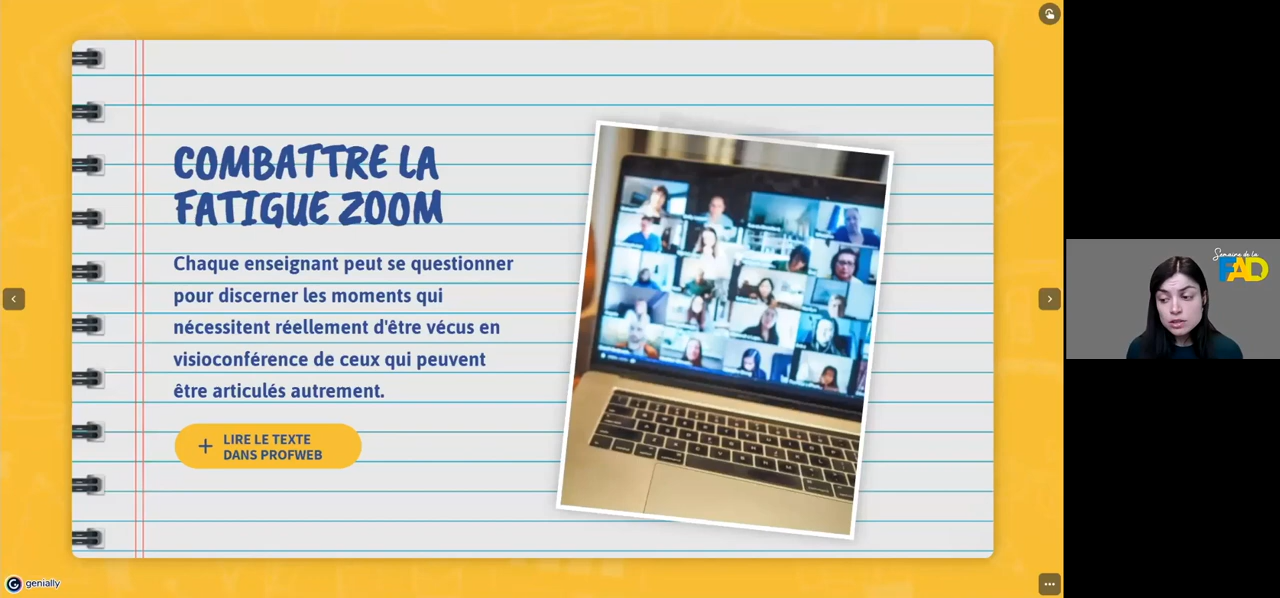 COMBATTRE LA
FATIGUE ZOOM
Chaque enseignant peut se questionner
pour discerner les moments qui
nécessitent réellement d'être vécus en
visioconférence de ceux qui peuvent
être articulés autrement.
LIRE LE TEXTE
DANS PROFWEB
genially
Semaine de la
FAD